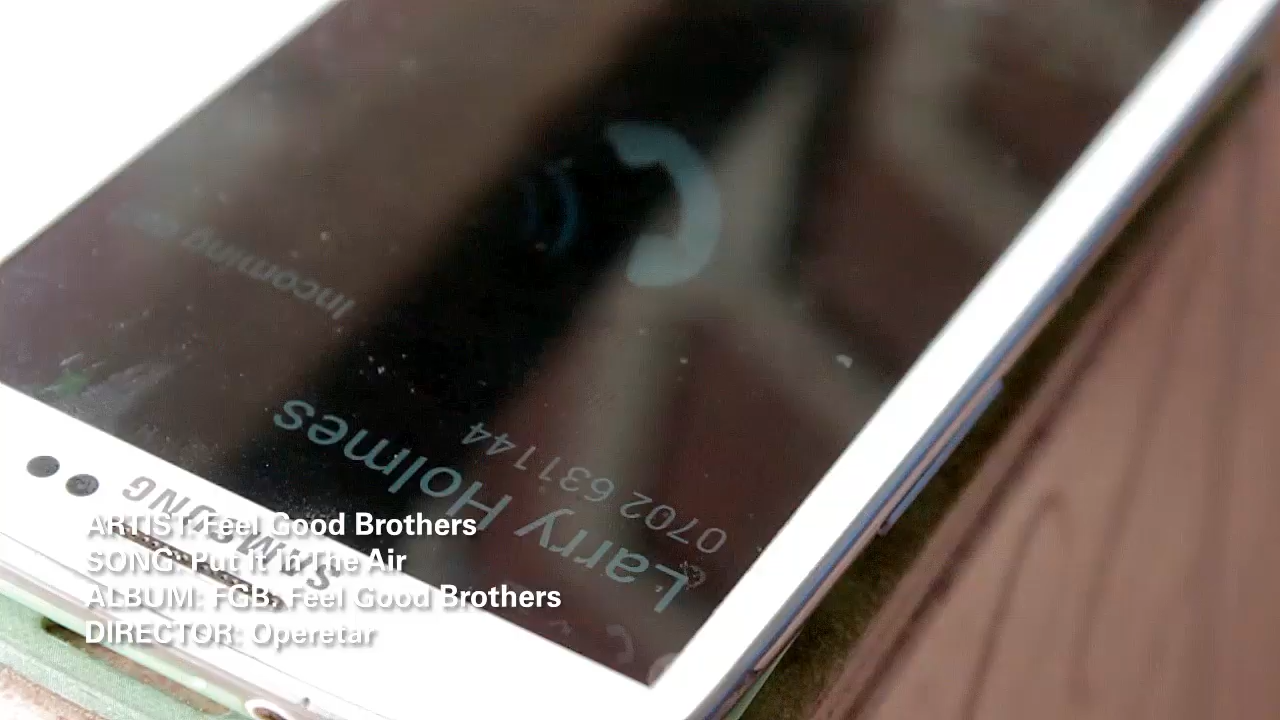 Incoming
Larry Holmes
0702 631144
SAMSUNG
ARTIST: Feel Good Brothers
SONG: Put It In The Air
ALBUM: FGB: Feel Good Brothers
DIRECTOR: Operetar